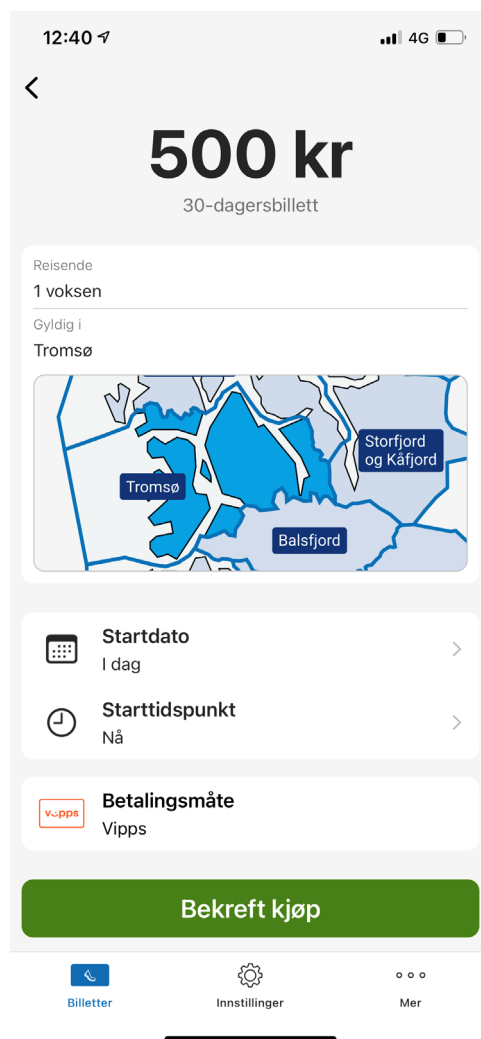 12:40
4G
500 kr
30-dagersbillett
Reisende
1 voksen
Gyldig i
Tromsø
Storfjord
og Kåfjord
Tromsø
Balsfjord
Startdato
I dag
Starttidspunkt
Nå
Betalingsmåte
vipps
Vipps
Bekreft kjøp
Billetter
Innstillinger
Mer